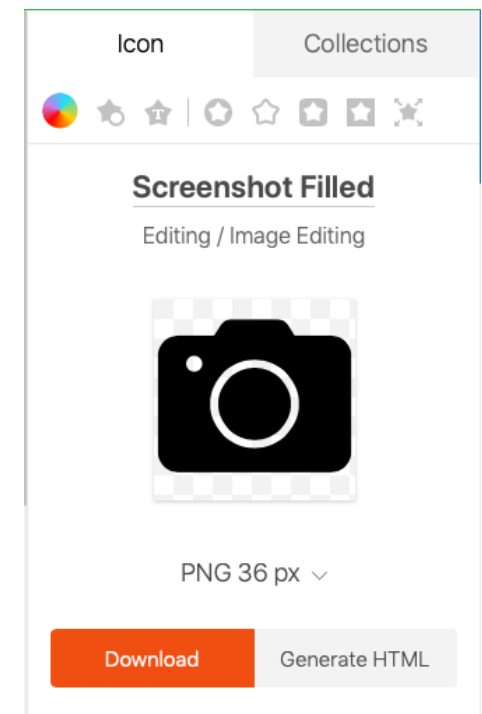 Icon Collections
T
Screenshot Filled
Editing / Image Editing
PNG 36 px
Download Generate HTML